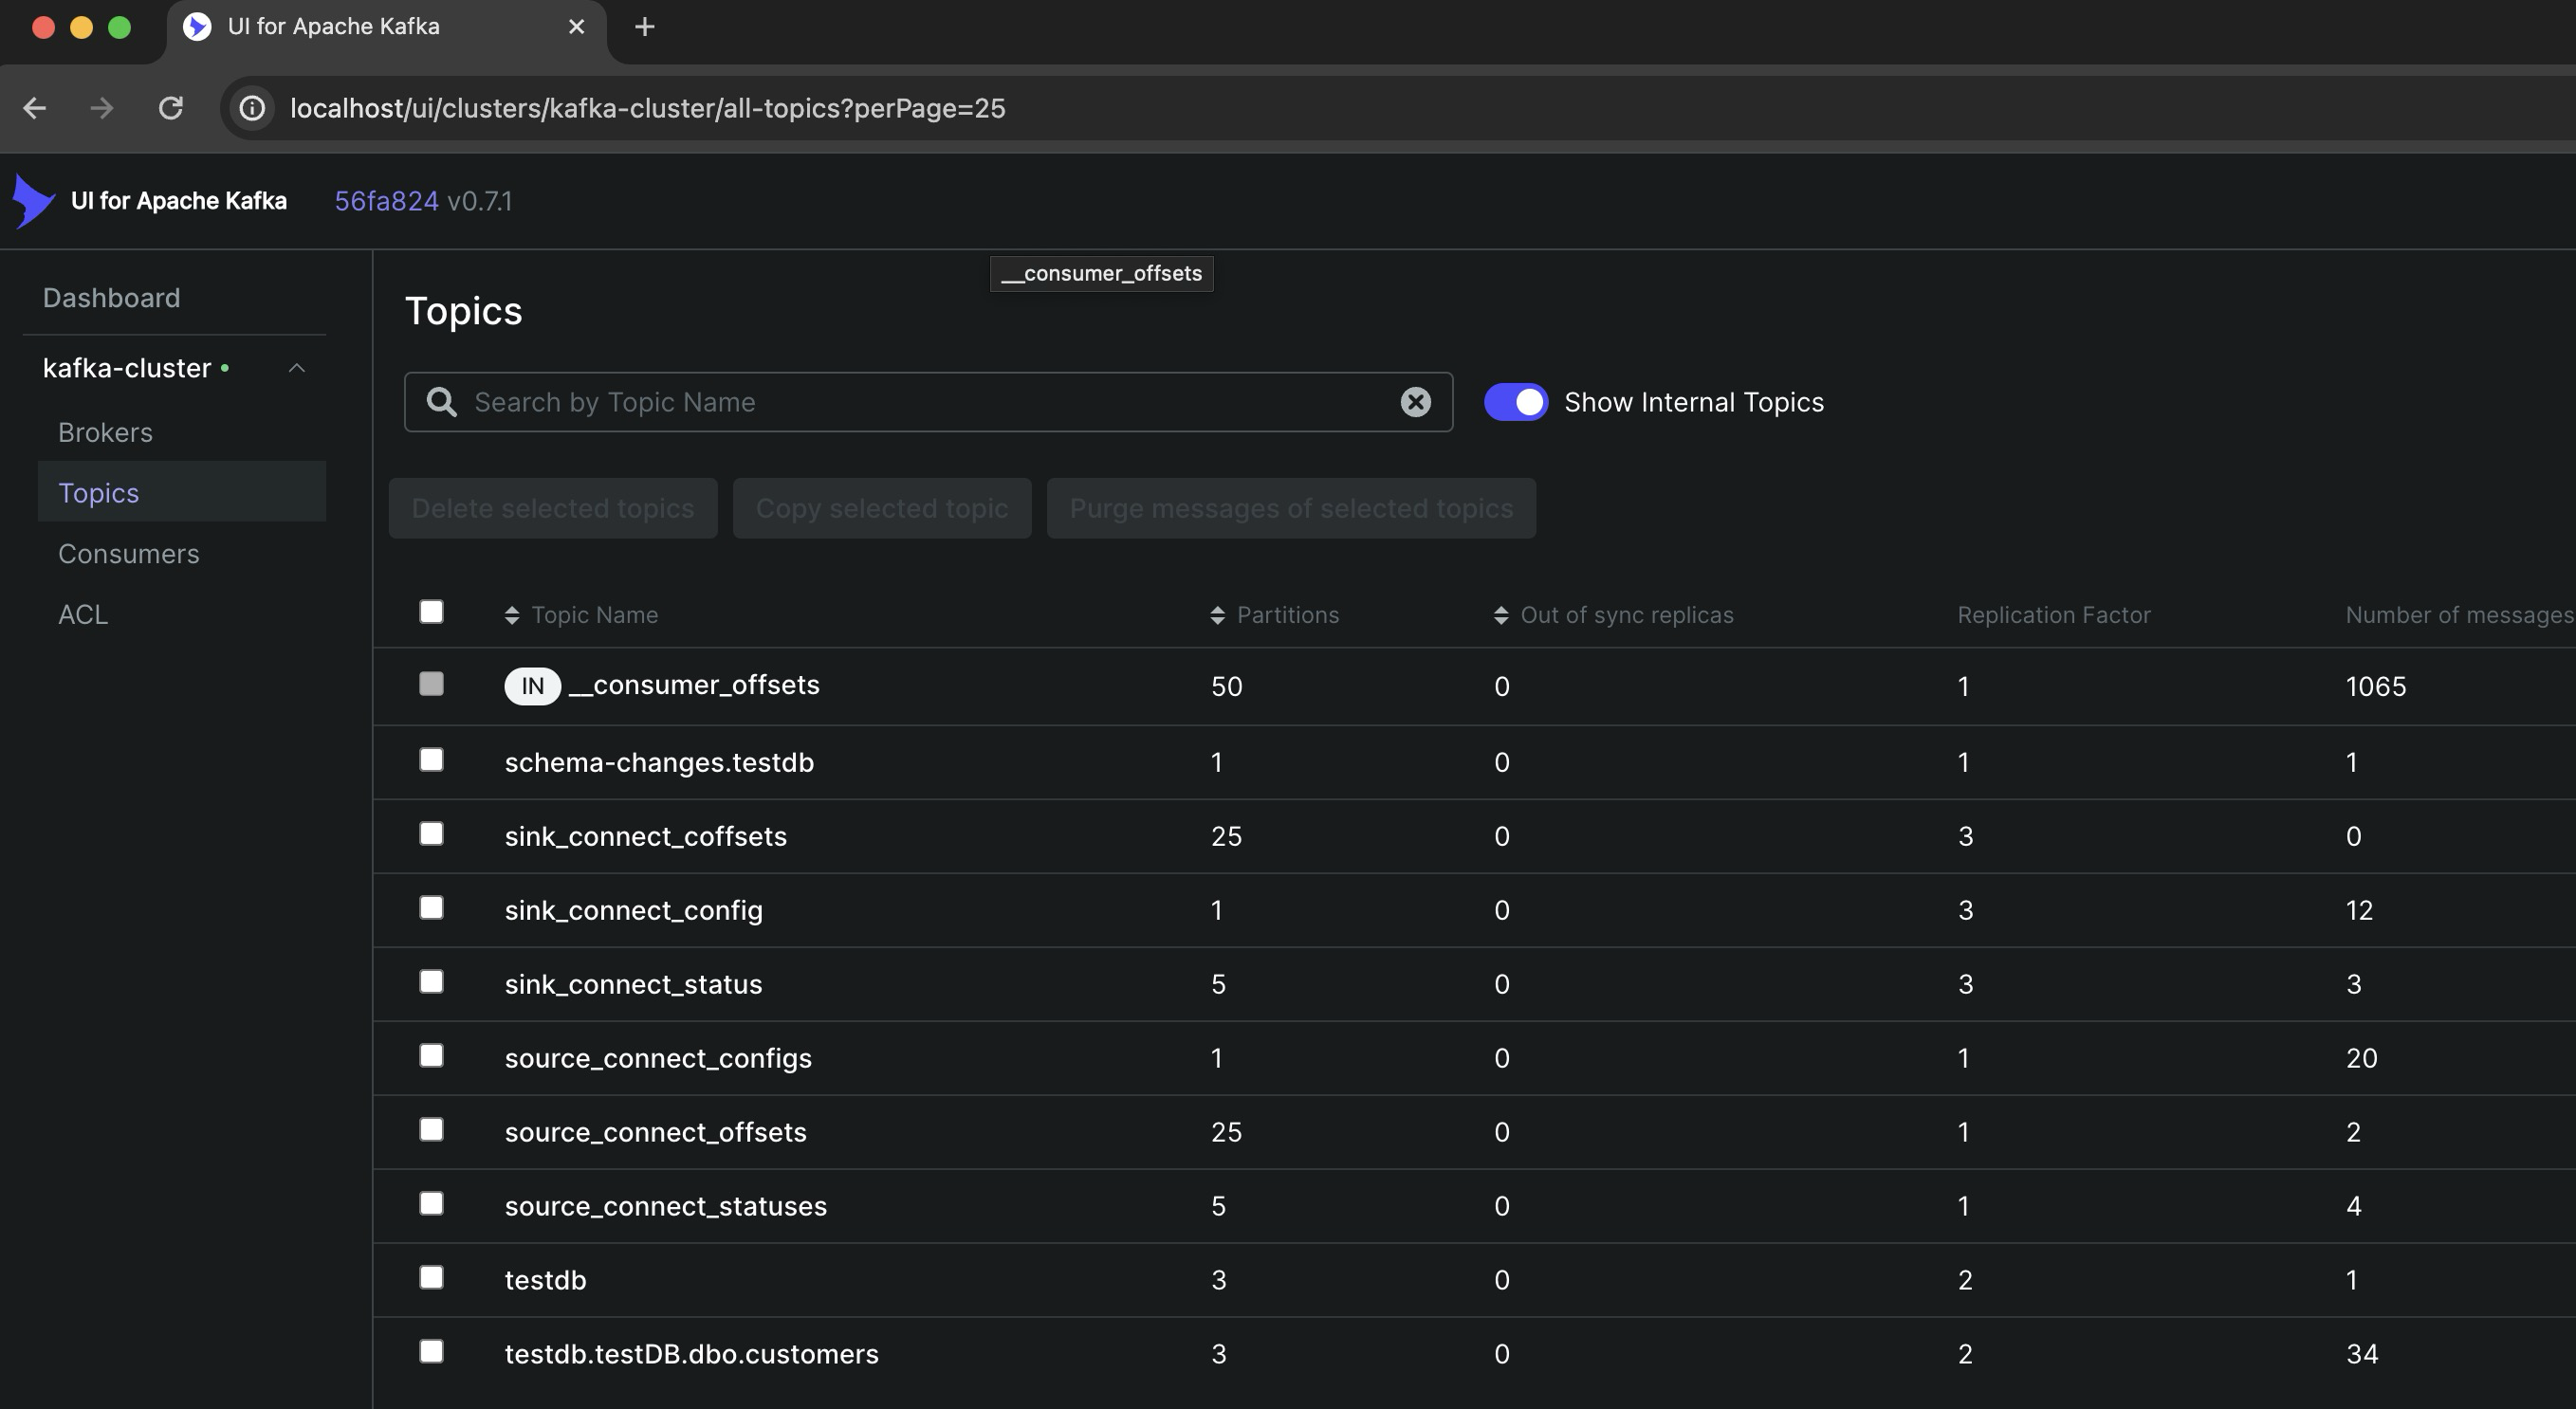 UI for Apache Kafka
localhost/ui/clusters/kafka-cluster/all-topics?perPage=25
UI for Apache Kafka 56fa824 v0.7.1
__consumer_offsets
Dashboard
kafka-cluster
Brokers
Topics
Consumers
ACL
Topics
Search by Topic Name
Show Internal Topics
Delete selected topics Copy selected topic Purge messages of selected topics
Topic Name Partitions Out of sync replicas Replication Factor Number of messages
IN __consumer_offsets 50 0 1 1065
schema-changes.testdb 1 0 1 1
sink_connect_coffsets 25 0 3 0
sink_connect_config 1 0 3 12
sink_connect_status 5 0 3 3
source_connect_configs 1 0 1 20
source_connect_offsets 25 0 1 2
source_connect_statuses 5 0 1 4
testdb 3 0 2 1
testdb.testDB.dbo.customers 3 0 2 34